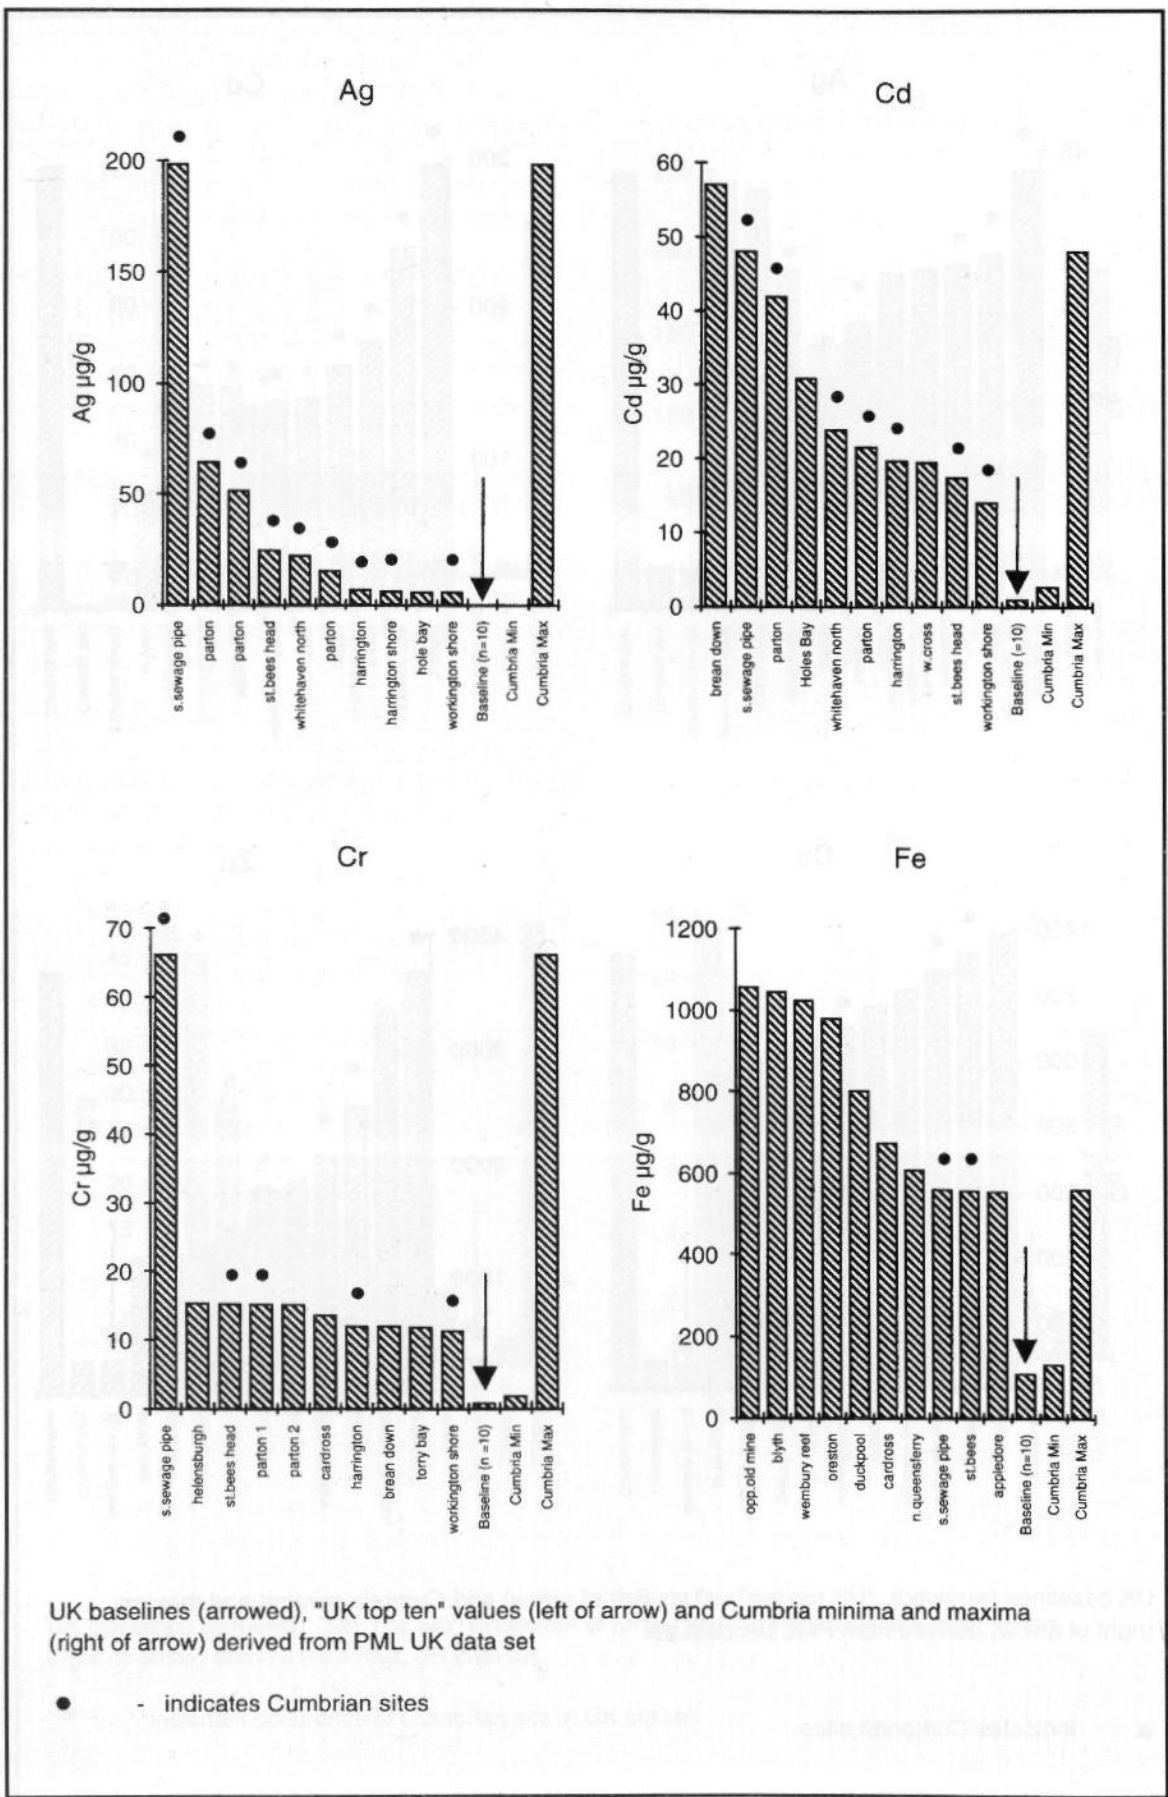 Ag
Ag µg/g
200
150
100
50
0
s.sewage pipe
parton
parton
st.bees head
whitehaven north
parton
harrington
harrington shore
hole bay
workington shore
Baseline (n=10)
Cumbria Min
Cumbria Max
Cd
Cd µg/g
60
50
40
30
20
10
0
brean down
s.sewage pipe
parton
Holes Bay
whitehaven north
parton
harrington
w.cross
st.bees head
workington shore
Baseline (=10)
Cumbria Min
Cumbria Max
Cr
Cr µg/g
70
60
50
40
30
20
10
0
s.sewage pipe
helensburgh
st.bees head
parton 1
parton 2
cardross
harrington
brean down
torry bay
workington shore
Baseline (n =10)
Cumbria Min
Cumbria Max
Fe
Fe µg/g
1200
1000
800
600
400
200
0
opp.old mine
blyth
wembury reef
oreston
duckpool
cardross
n.queensferry
s.sewage pipe
st.bees
appledore
Baseline (n=10)
Cumbria Min
Cumbria Max
UK baselines (arrowed), "UK top ten" values (left of arrow) and Cumbria minima and maxima
(right of arrow) derived from PML UK data set
● - indicates Cumbrian sites